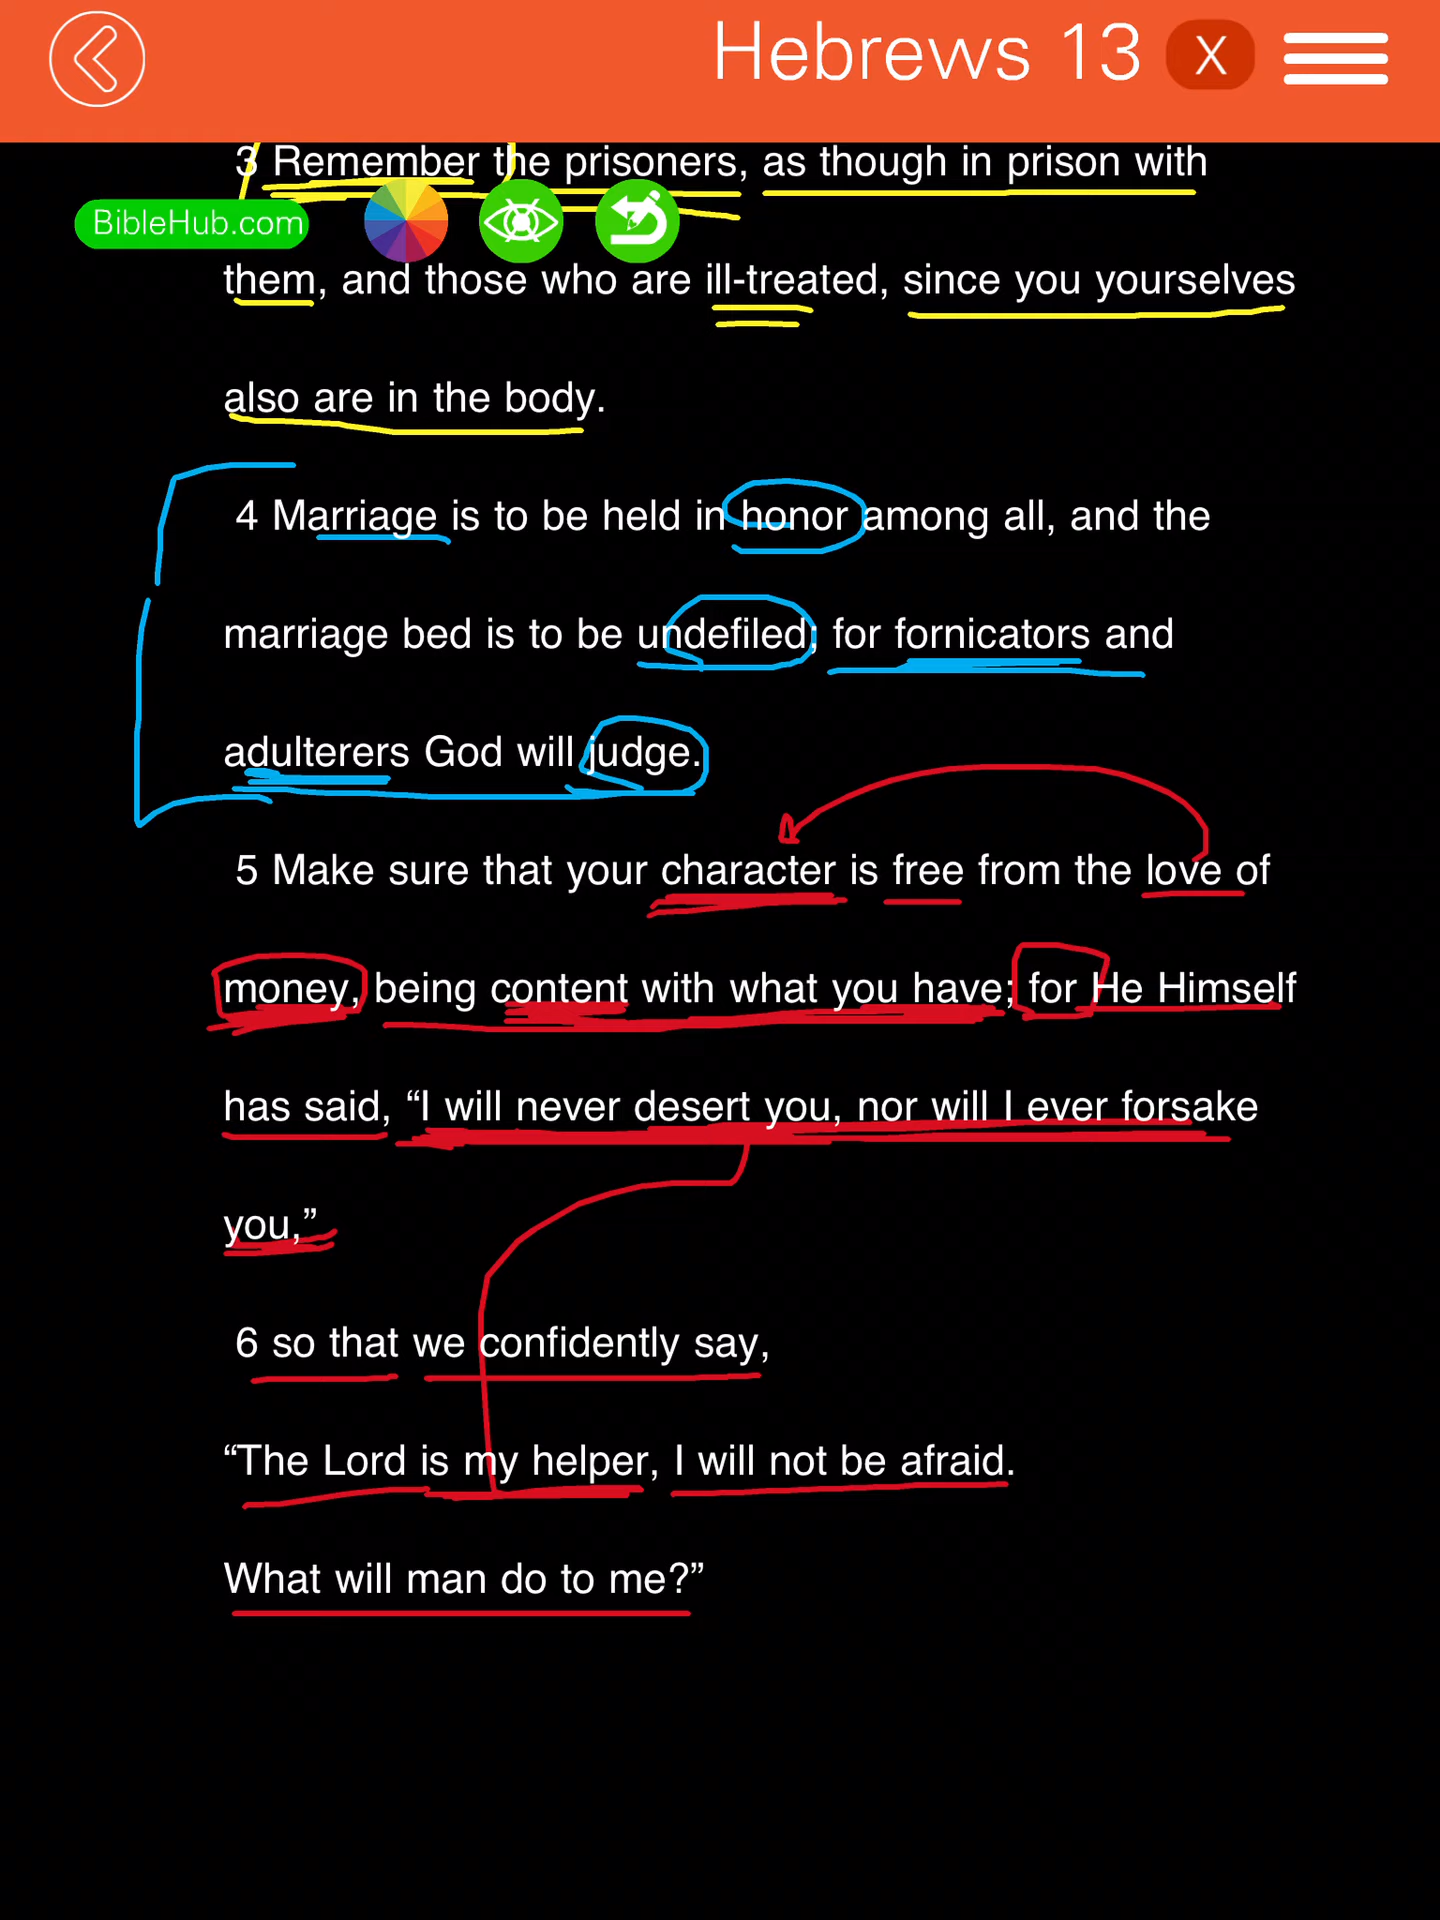 Hebrews 13 X
3 Remember the prisoners, as though in prison with
BibleHub.com
them, and those who are ill-treated, since you yourselves
also are in the body.
4 Marriage is to be held in honor among all, and the
marriage bed is to be undefiled; for fornicators and
adulterers God will judge.
5 Make sure that your character is free from the love of
money, being content with what you have; for He Himself
has said, “I will never desert you, nor will I ever forsake
you,”
6 so that we confidently say,
“The Lord is my helper, I will not be afraid.
What will man do to me?”